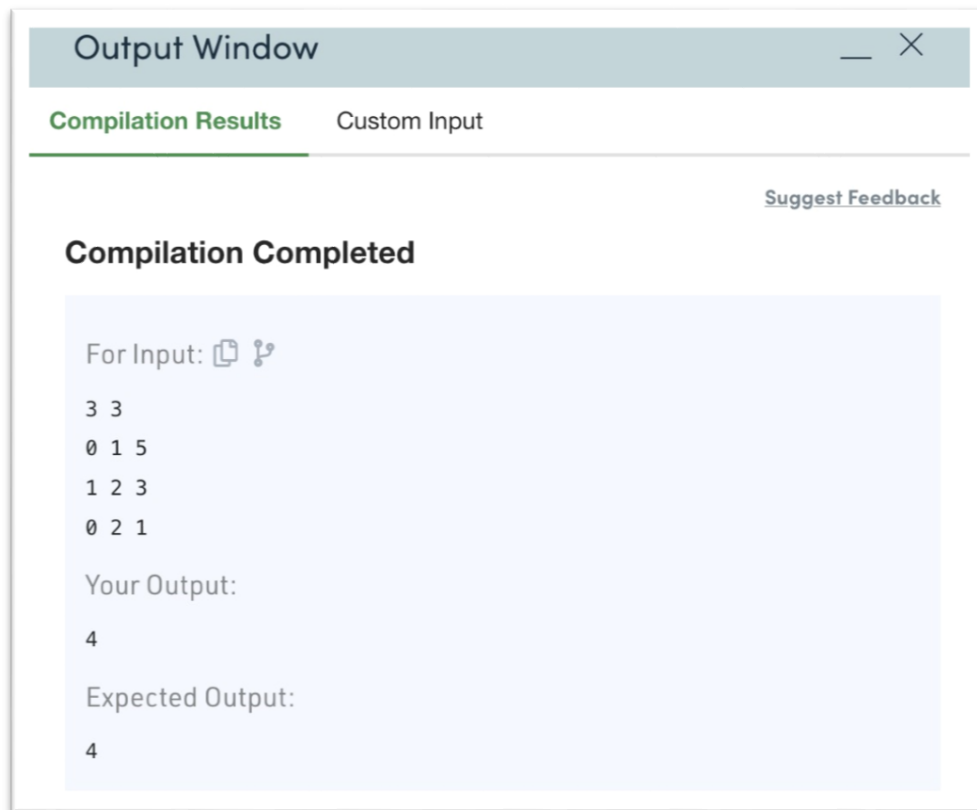 Output Window
Compilation Results Custom Input
Suggest Feedback
Compilation Completed
For Input:
3 3
0 1 5
1 2 3
0 2 1
Your Output:
4
Expected Output:
4